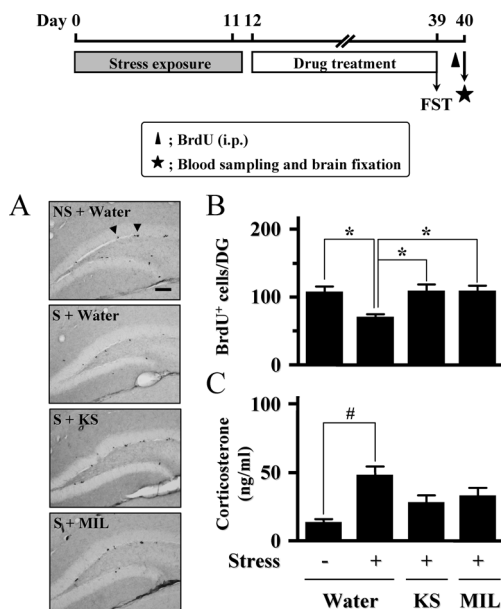 Day 0 11 12 39 40
Stress exposure
Drug treatment
FST
; BrdU (i.p.)
; Blood sampling and brain fixation
A
NS + Water
S + Water
S + KS
S + MIL
B
BrdU+ cells/DG
200
100
0
*
*
*
C
Corticosterone
(ng/ml)
100
50
0
#
Stress - + + +
Water KS MIL